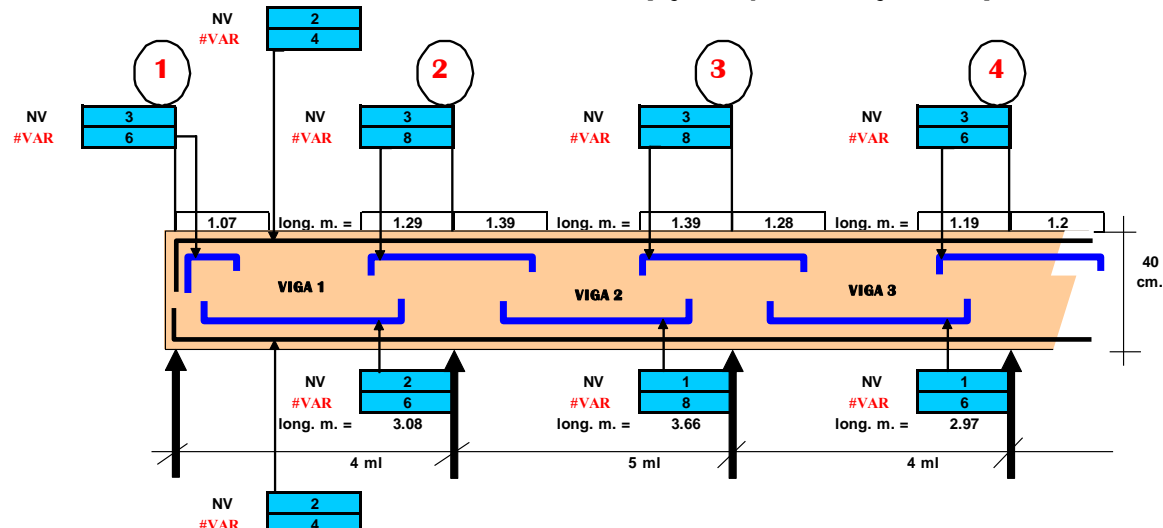 NV 2
#VAR 4
1 2 3 4
NV 3 NV 3 NV 3 NV 3
#VAR 6 #VAR 8 #VAR 8 #VAR 6
1.07 long. m. = 1.29 1.39 long. m. = 1.39 1.28 long. m. = 1.19 1.2
40
cm.
VIGA 1 VIGA 2 VIGA 3
NV 2 NV 1 NV 1
#VAR 6 #VAR 8 #VAR 6
long. m. = 3.08 long. m. = 3.66 long. m. = 2.97
4 ml 5 ml 4 ml
NV 2
#VAR 4